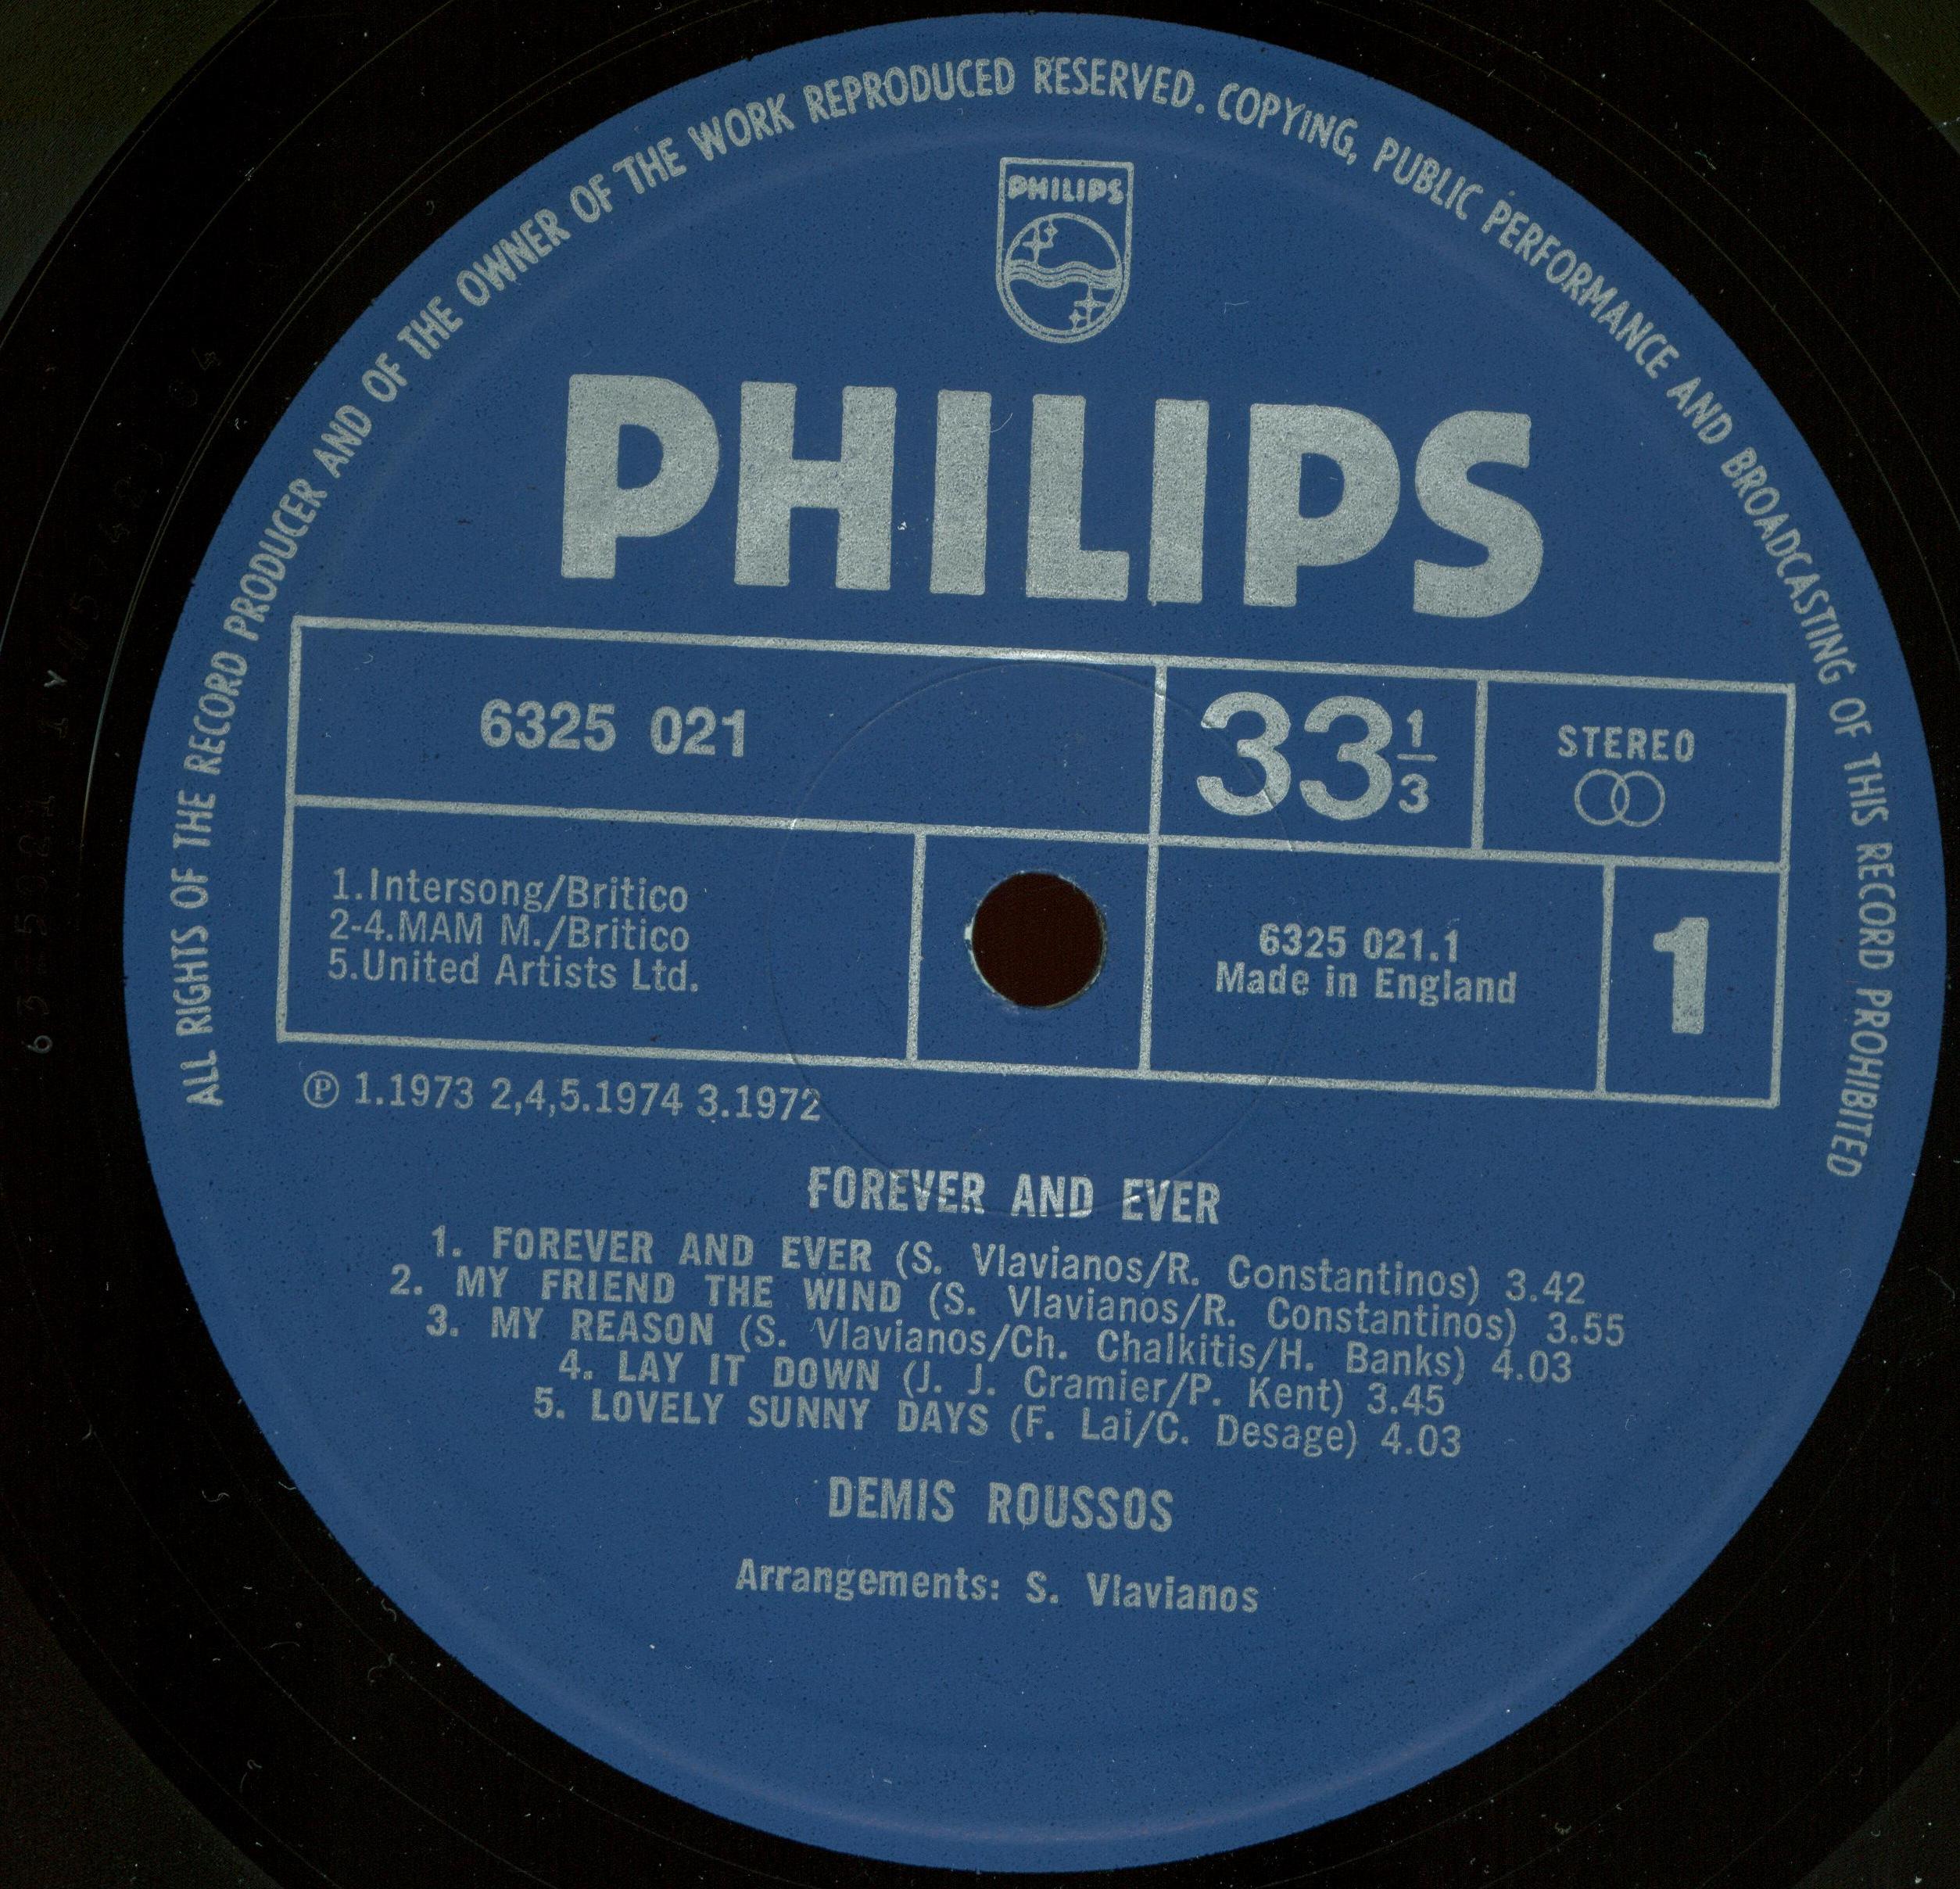 ALL RIGHTS OF THE RECORD PRODUCER AND OF THE OWNER OF THE WORK REPRODUCED RESERVED. COPYING, PUBLIC PERFORMANCE AND BROADCASTING OF THIS RECORD PROHIBITED
PHILIPS
PHILIPS
6325 021
33 1/3
STEREO
1.Intersong/Britico
2-4.MAM M./Britico
5.United Artists Ltd.
6325 021.1
Made in England
1
℗ 1.1973 2,4,5.1974 3.1972
FOREVER AND EVER
1. FOREVER AND EVER (S. Vlavianos/R. Constantinos) 3.42
2. MY FRIEND THE WIND (S. Vlavianos/R. Constantinos) 3.55
3. MY REASON (S. Vlavianos/Ch. Chalkitis/H. Banks) 4.03
4. LAY IT DOWN (J. J. Cramier/P. Kent) 3.45
5. LOVELY SUNNY DAYS (F. Lai/C. Desage) 4.03
DEMIS ROUSSOS
Arrangements: S. Vlavianos